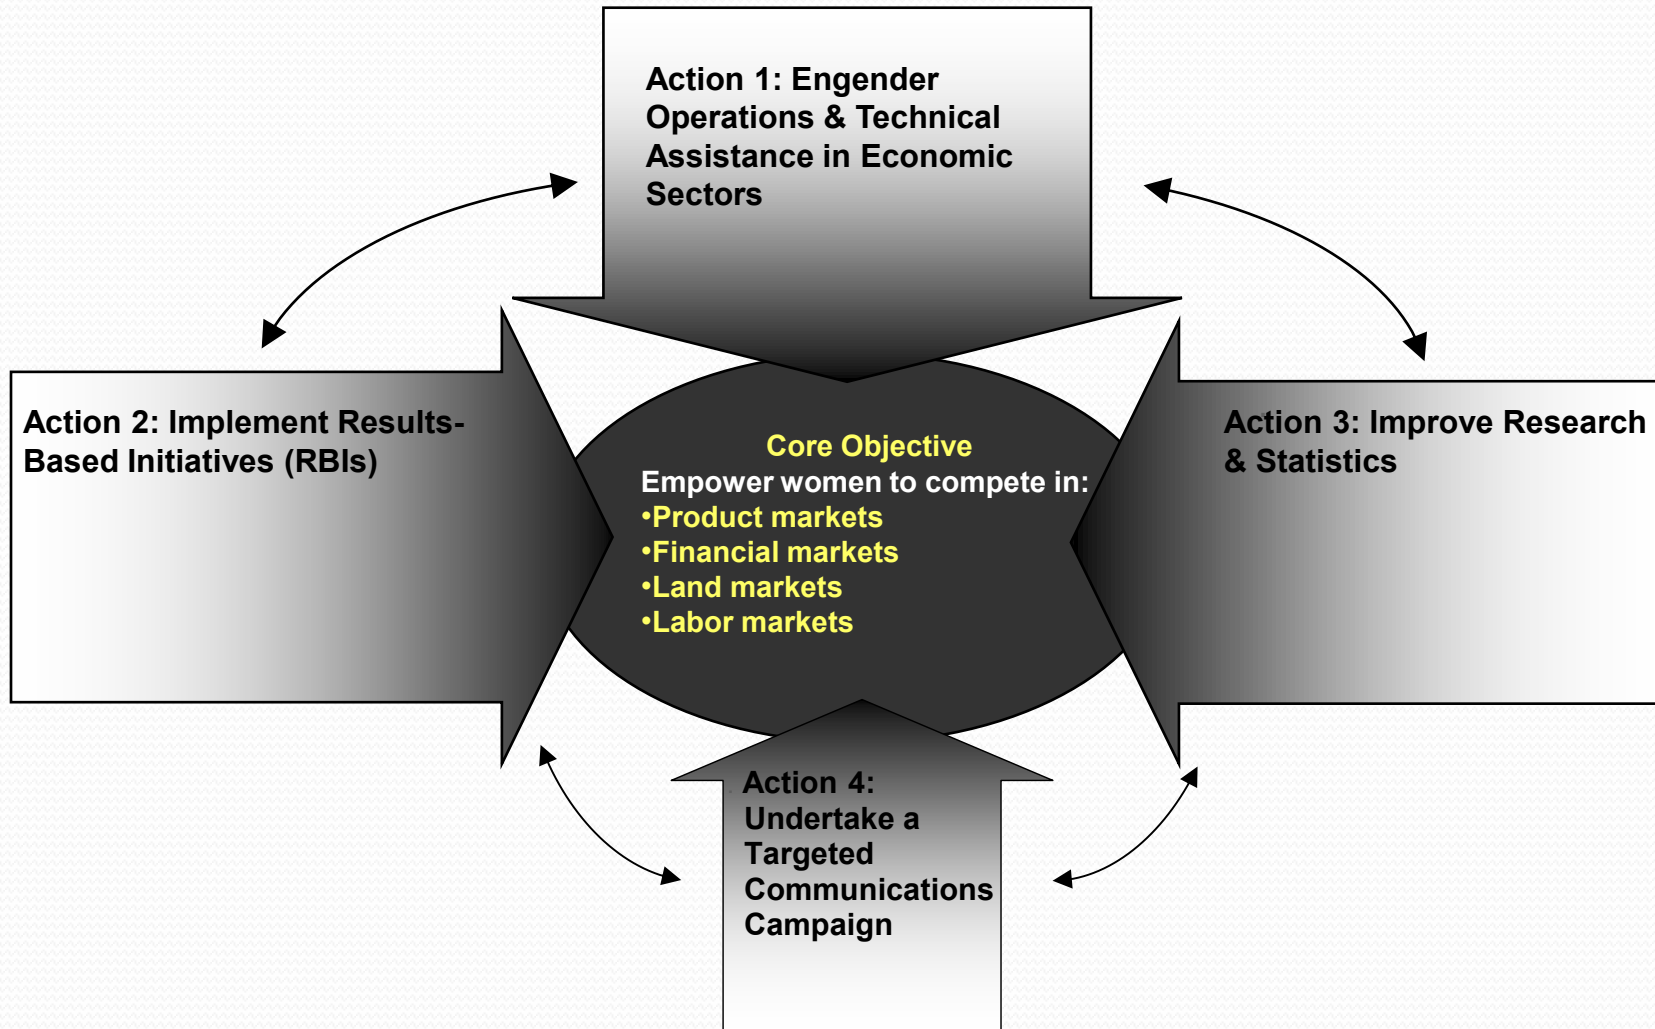 Action 1: Engender
Operations & Technical
Assistance in Economic
Sectors
Action 2: Implement Results-
Based Initiatives (RBIs)
Core Objective
Empower women to compete in:
•Product markets
•Financial markets
•Land markets
•Labor markets
Action 3: Improve Research
& Statistics
Action 4:
Undertake a
Targeted
Communications
Campaign